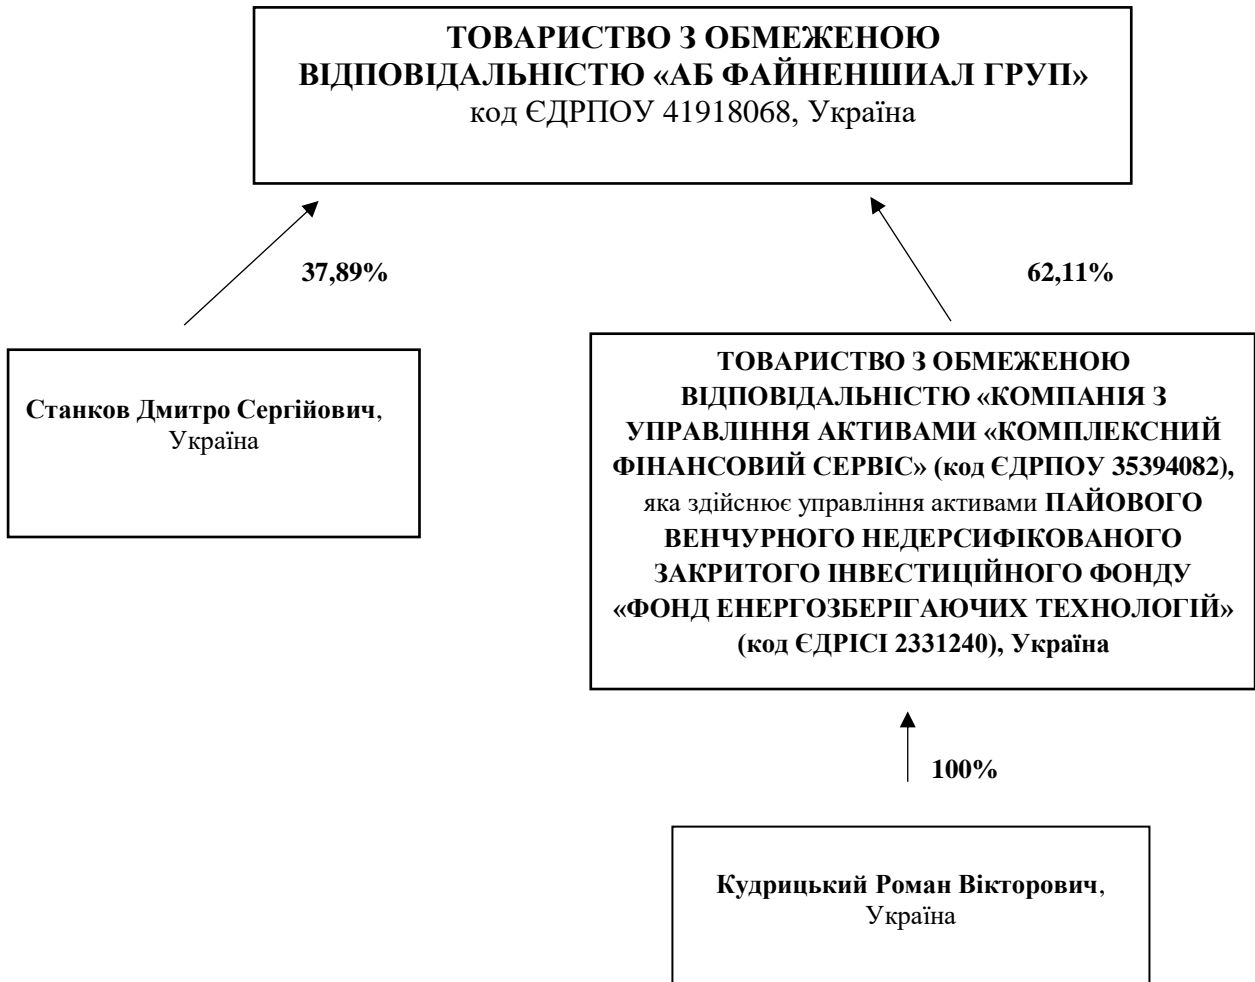 ТОВАРИСТВО З ОБМЕЖЕНОЮ
ВІДПОВІДАЛЬНІСТЮ «АБ ФАЙНЕНШИАЛ ГРУП»
код ЄДРПОУ 41918068, Україна
37,89%
62,11%
Станков Дмитро Сергійович,
Україна
ТОВАРИСТВО З ОБМЕЖЕНОЮ
ВІДПОВІДАЛЬНІСТЮ «КОМПАНІЯ З
УПРАВЛІННЯ АКТИВАМИ «КОМПЛЕКСНИЙ
ФІНАНСОВИЙ СЕРВІС» (код ЄДРПОУ 35394082),
яка здійснює управління активами ПАЙОВОГО
ВЕНЧУРНОГО НЕДЕРСИФІКОВАНОГО
ЗАКРИТОГО ІНВЕСТИЦІЙНОГО ФОНДУ
«ФОНД ЕНЕРГОЗБЕРІГАЮЧИХ ТЕХНОЛОГІЙ»
(код ЄДРІСІ 2331240), Україна
100%
Кудрицький Роман Вікторович,
Україна